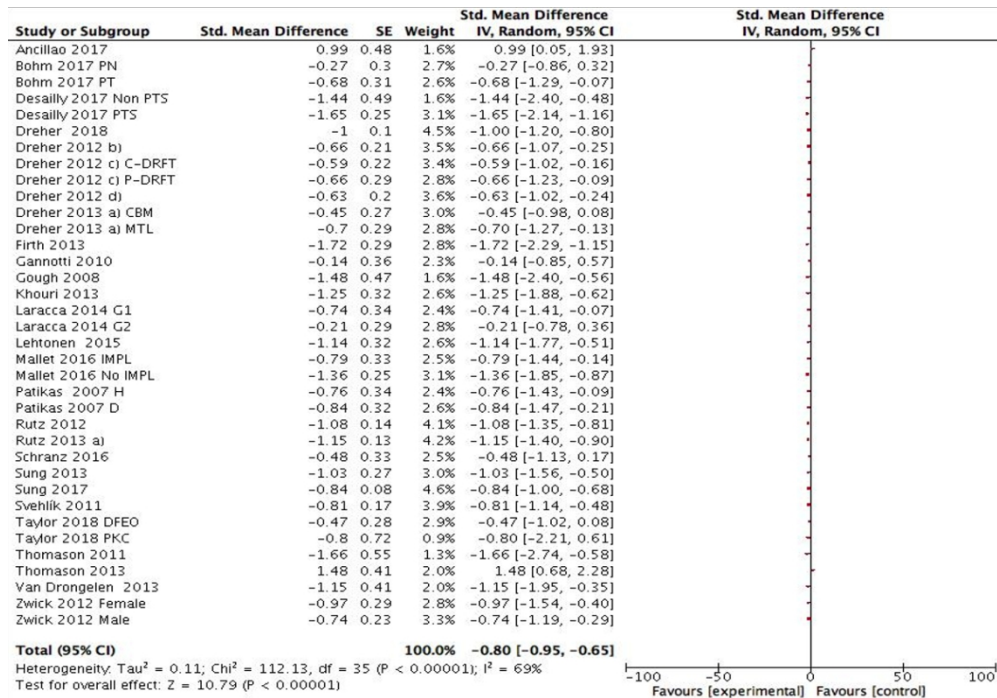 Std. Mean Difference Std. Mean Difference
Study or Subgroup Std. Mean Difference SE Weight IV, Random, 95% CI IV, Random, 95% CI
Ancillao 2017 0.99 0.48 1.6% 0.99 [0.05, 1.93]
Bohm 2017 PN -0.27 0.3 2.7% -0.27 [-0.86, 0.32]
Bohm 2017 PT -0.68 0.31 2.6% -0.68 [-1.29, -0.07]
Desailly 2017 Non PTS -1.44 0.49 1.6% -1.44 [-2.40, -0.48]
Desailly 2017 PTS -1.65 0.25 3.1% -1.65 [-2.14, -1.16]
Dreher 2018 -1 0.1 4.5% -1.00 [-1.20, -0.80]
Dreher 2012 b) -0.66 0.21 3.5% -0.66 [-1.07, -0.25]
Dreher 2012 c) C-DRFT -0.59 0.22 3.4% -0.59 [-1.02, -0.16]
Dreher 2012 c) P-DRFT -0.66 0.29 2.8% -0.66 [-1.23, -0.09]
Dreher 2012 d) -0.63 0.2 3.6% -0.63 [-1.02, -0.24]
Dreher 2013 a) CBM -0.45 0.27 3.0% -0.45 [-0.98, 0.08]
Dreher 2013 a) MTL -0.7 0.29 2.8% -0.70 [-1.27, -0.13]
Firth 2013 -1.72 0.29 2.8% -1.72 [-2.29, -1.15]
Gannotti 2010 -0.14 0.36 2.3% -0.14 [-0.85, 0.57]
Gough 2008 -1.48 0.47 1.6% -1.48 [-2.40, -0.56]
Khouri 2013 -1.25 0.32 2.6% -1.25 [-1.88, -0.62]
Laracca 2014 G1 -0.74 0.34 2.4% -0.74 [-1.41, -0.07]
Laracca 2014 G2 -0.21 0.29 2.8% -0.21 [-0.78, 0.36]
Lehtonen 2015 -1.14 0.32 2.6% -1.14 [-1.77, -0.51]
Mallet 2016 IMPL -0.79 0.33 2.5% -0.79 [-1.44, -0.14]
Mallet 2016 No IMPL -1.36 0.25 3.1% -1.36 [-1.85, -0.87]
Patikas 2007 H -0.76 0.34 2.4% -0.76 [-1.43, -0.09]
Patikas 2007 D -0.84 0.32 2.6% -0.84 [-1.47, -0.21]
Rutz 2012 -1.08 0.14 4.1% -1.08 [-1.35, -0.81]
Rutz 2013 a) -1.15 0.13 4.2% -1.15 [-1.40, -0.90]
Schranz 2016 -0.48 0.33 2.5% -0.48 [-1.13, 0.17]
Sung 2013 -1.03 0.27 3.0% -1.03 [-1.56, -0.50]
Sung 2017 -0.84 0.08 4.6% -0.84 [-1.00, -0.68]
Svehlík 2011 -0.81 0.17 3.9% -0.81 [-1.14, -0.48]
Taylor 2018 DFEO -0.47 0.28 2.9% -0.47 [-1.02, 0.08]
Taylor 2018 PKC -0.8 0.72 0.9% -0.80 [-2.21, 0.61]
Thomason 2011 -1.66 0.55 1.3% -1.66 [-2.74, -0.58]
Thomason 2013 1.48 0.41 2.0% 1.48 [0.68, 2.28]
Van Drongelen 2013 -1.15 0.41 2.0% -1.15 [-1.95, -0.35]
Zwick 2012 Female -0.97 0.29 2.8% -0.97 [-1.54, -0.40]
Zwick 2012 Male -0.74 0.23 3.3% -0.74 [-1.19, -0.29]
Total (95% CI) 100.0% -0.80 [-0.95, -0.65]
Heterogeneity: Tau² = 0.11; Chi² = 112.13, df = 35 (P < 0.00001); I² = 69%
Test for overall effect: Z = 10.79 (P < 0.00001)
-100 -50 0 50 100
Favours [experimental] Favours [control]